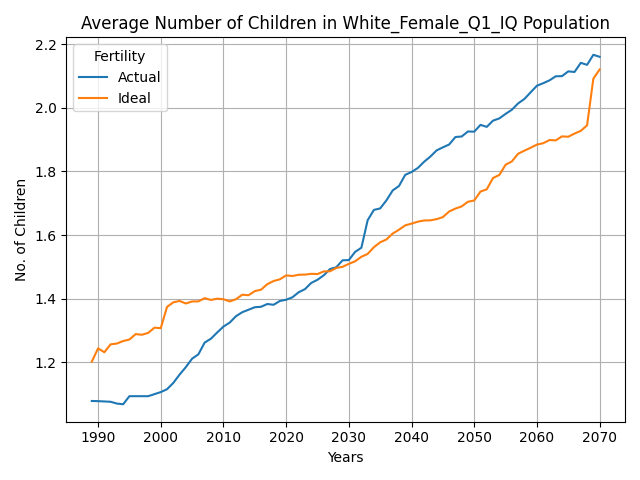 Average Number of Children in White_Female_Q1_IQ Population
Fertility
Actual
Ideal
No. of Children
2.2
2.0
1.8
1.6
1.4
1.2
1990 2000 2010 2020 2030 2040 2050 2060 2070
Years